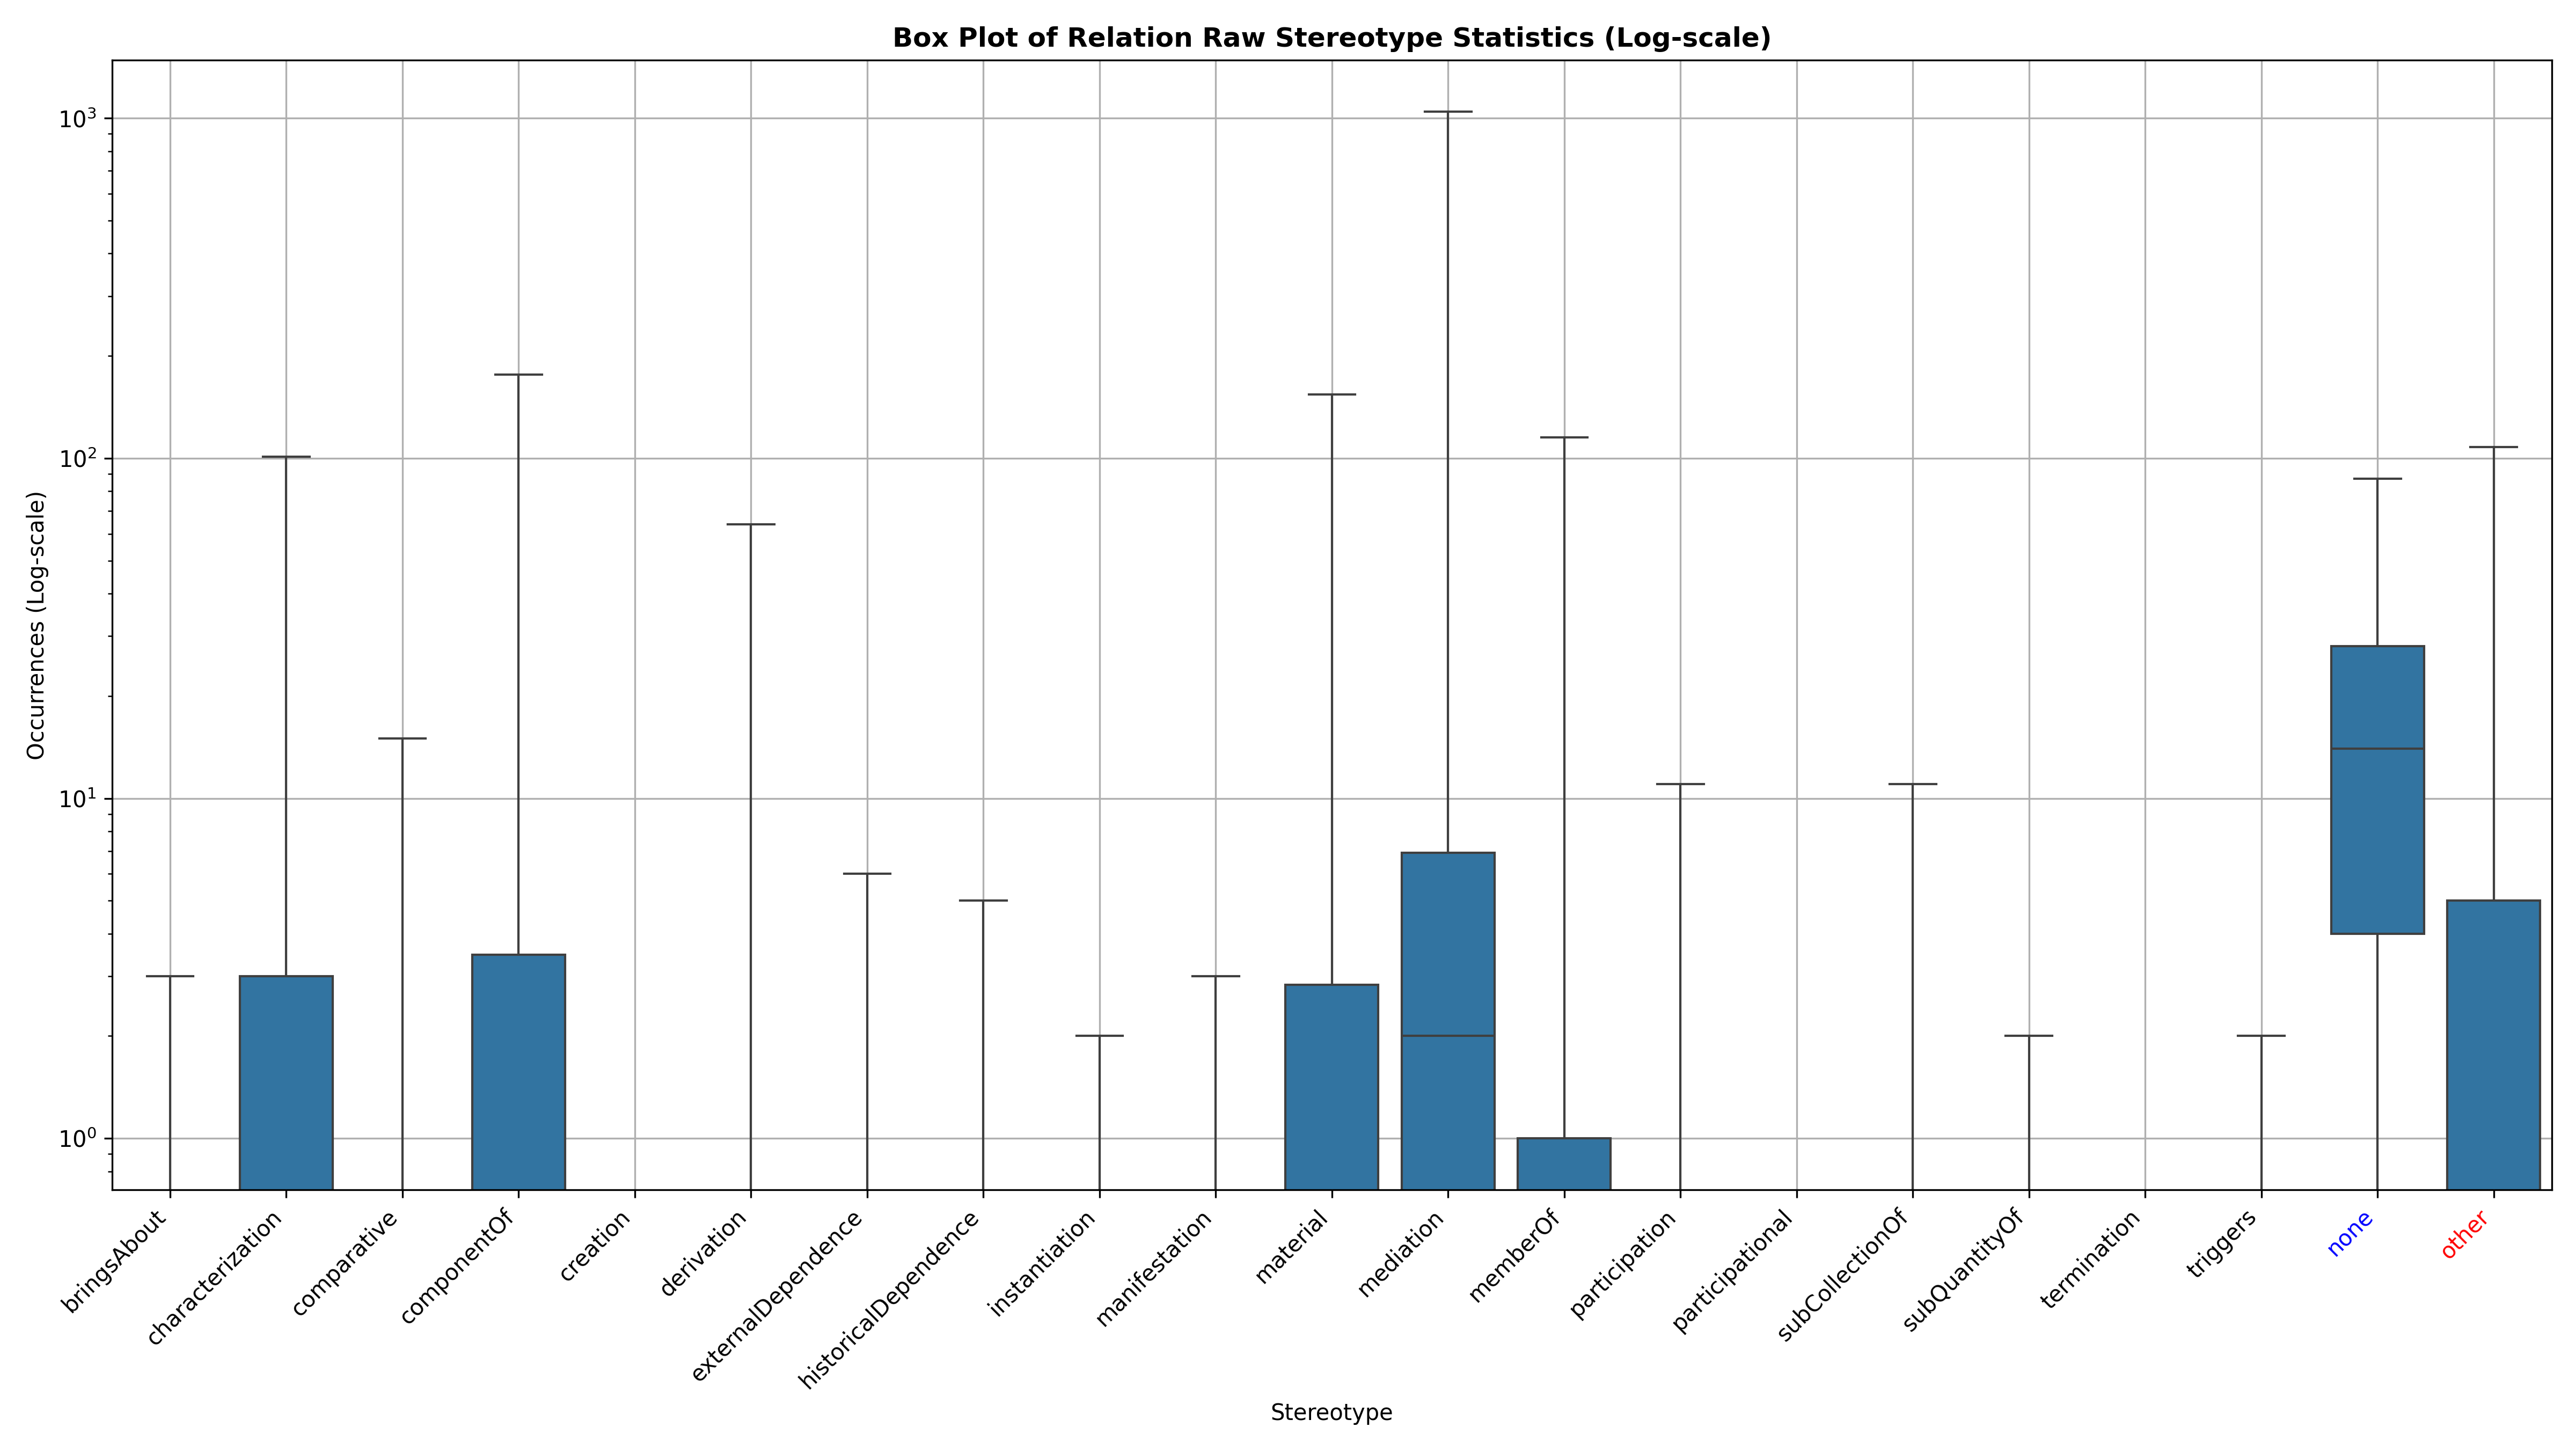 Box Plot of Relation Raw Stereotype Statistics (Log-scale)
Occurrences (Log-scale)
10³
10²
10¹
10⁰
bringsAbout
characterization
comparative
componentOf
creation
derivation
externalDependence
historicalDependence
instantiation
manifestation
material
mediation
memberOf
participation
participational
subCollectionOf
subQuantityOf
termination
triggers
none
other
Stereotype